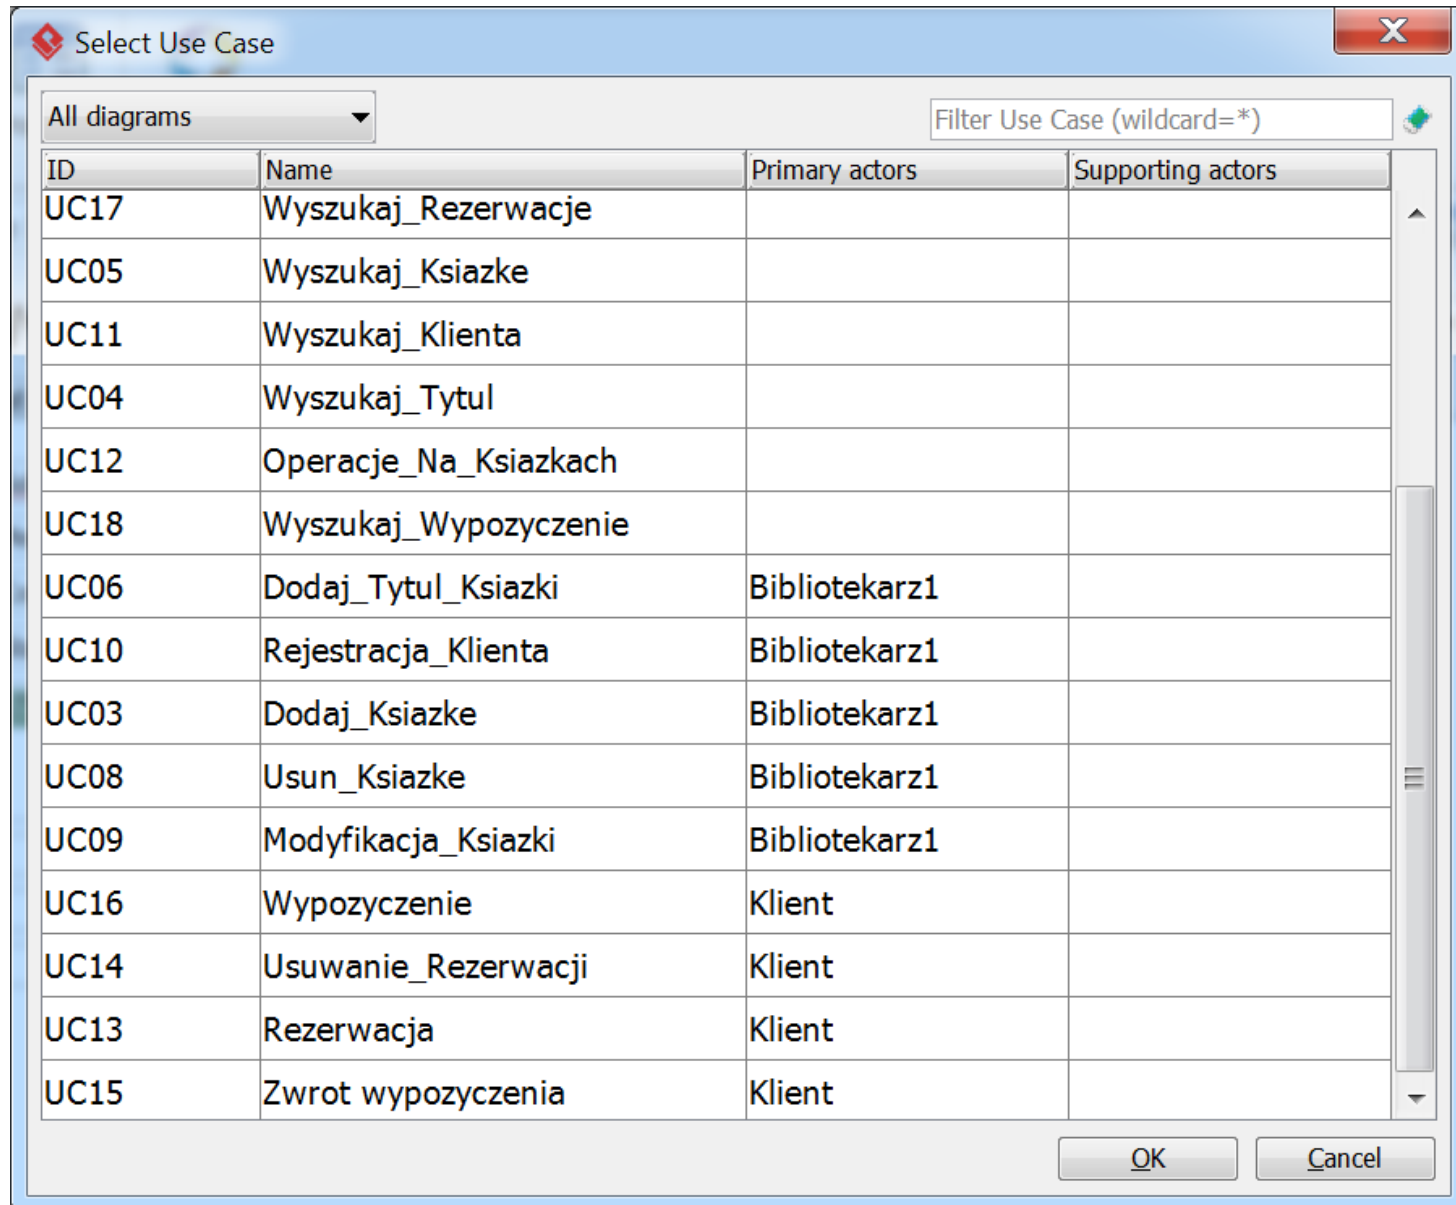 Select Use Case
All diagrams Filter Use Case (wildcard=*)
ID Name Primary actors Supporting actors
UC17 Wyszukaj_Rezerwacje
UC05 Wyszukaj_Ksiazke
UC11 Wyszukaj_Klienta
UC04 Wyszukaj_Tytul
UC12 Operacje_Na_Ksiazkach
UC18 Wyszukaj_Wypozyczenie
UC06 Dodaj_Tytul_Ksiazki Bibliotekarz1
UC10 Rejestracja_Klienta Bibliotekarz1
UC03 Dodaj_Ksiazke Bibliotekarz1
UC08 Usun_Ksiazke Bibliotekarz1
UC09 Modyfikacja_Ksiazki Bibliotekarz1
UC16 Wypozyczenie Klient
UC14 Usuwanie_Rezerwacji Klient
UC13 Rezerwacja Klient
UC15 Zwrot wypozyczenia Klient
OK Cancel